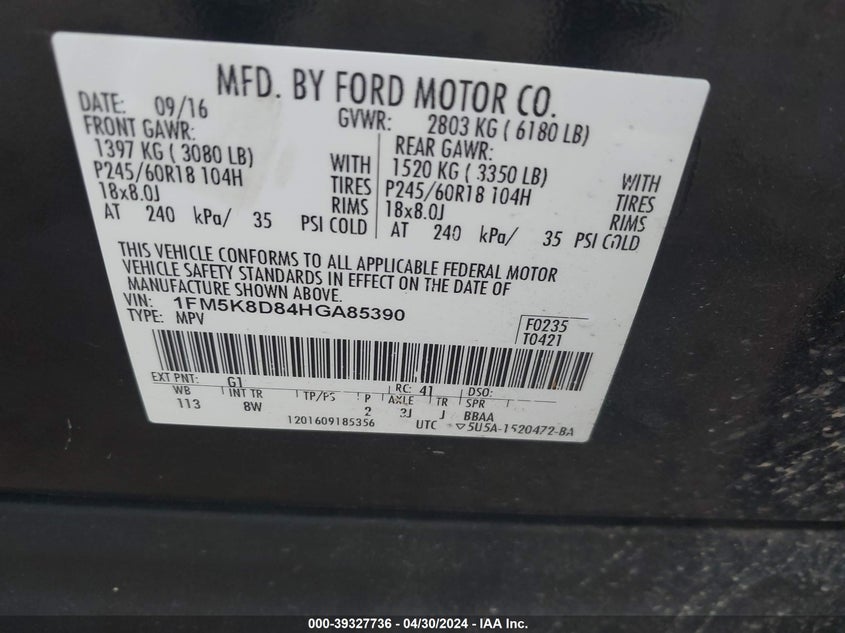 MFD. BY FORD MOTOR CO.
DATE: 09/16 GVWR: 2803 KG ( 6180 LB)
FRONT GAWR: REAR GAWR:
1397 KG ( 3080 LB) WITH 1520 KG ( 3350 LB) WITH
P245/60R18 104H TIRES P245/60R18 104H TIRES
18x8.0J RIMS 18x8.0J RIMS
AT 240 kPa/ 35 PSI COLD AT 240 kPa/ 35 PSI COLD
THIS VEHICLE CONFORMS TO ALL APPLICABLE FEDERAL MOTOR
VEHICLE SAFETY STANDARDS IN EFFECT ON THE DATE OF
MANUFACTURE SHOWN ABOVE.
VIN: 1FM5K8D84HGA85390 F0235
TYPE: MPV T0421
EXT PNT: G1 RC: 41 DSO:
WB INT TR TP/PS P AXLE TR SPR
113 8W 2 3J J BBAA
1201609185356 UTC ▽5U5A-1520472-BA
000-39327736 - 04/30/2024 - IAA Inc.